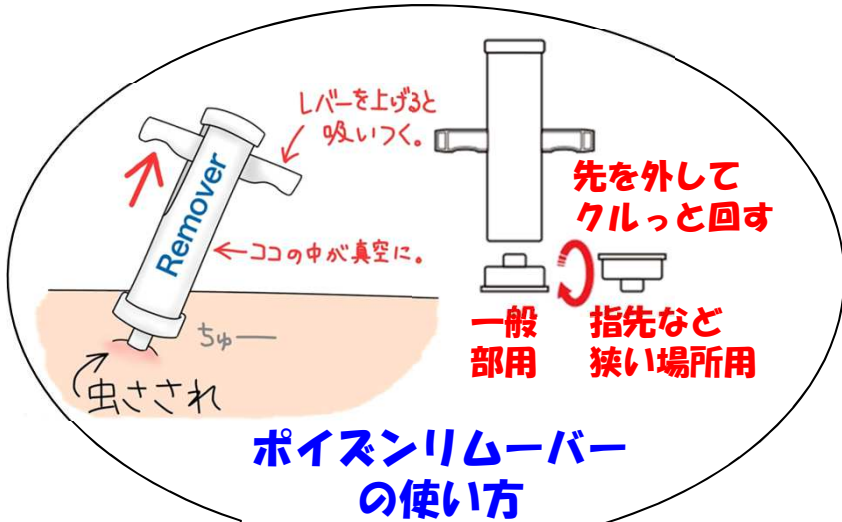 レバーを上げると
吸いつく。
Remover
ココの中が真空に。
ちゅー
虫さされ
先を外して
クルっと回す
一般
部用
指先など
狭い場所用
ポイズンリムーバー
の使い方